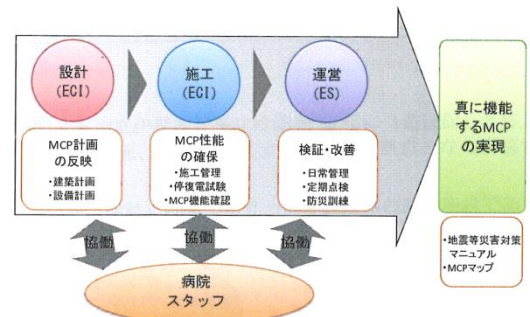 設計
(ECI)
施工
(ECI)
運営
(ES)
MCP計画
の反映
・建築計画
・設備計画
MCP性能
の確保
・施工管理
・停復電試験
・MCP機能確認
検証・改善
・日常管理
・定期点検
・防災訓練
真に機能
するMCP
の実現
・地震等災害対策
マニュアル
・MCPマップ
協働
協働
協働
病院
スタッフ